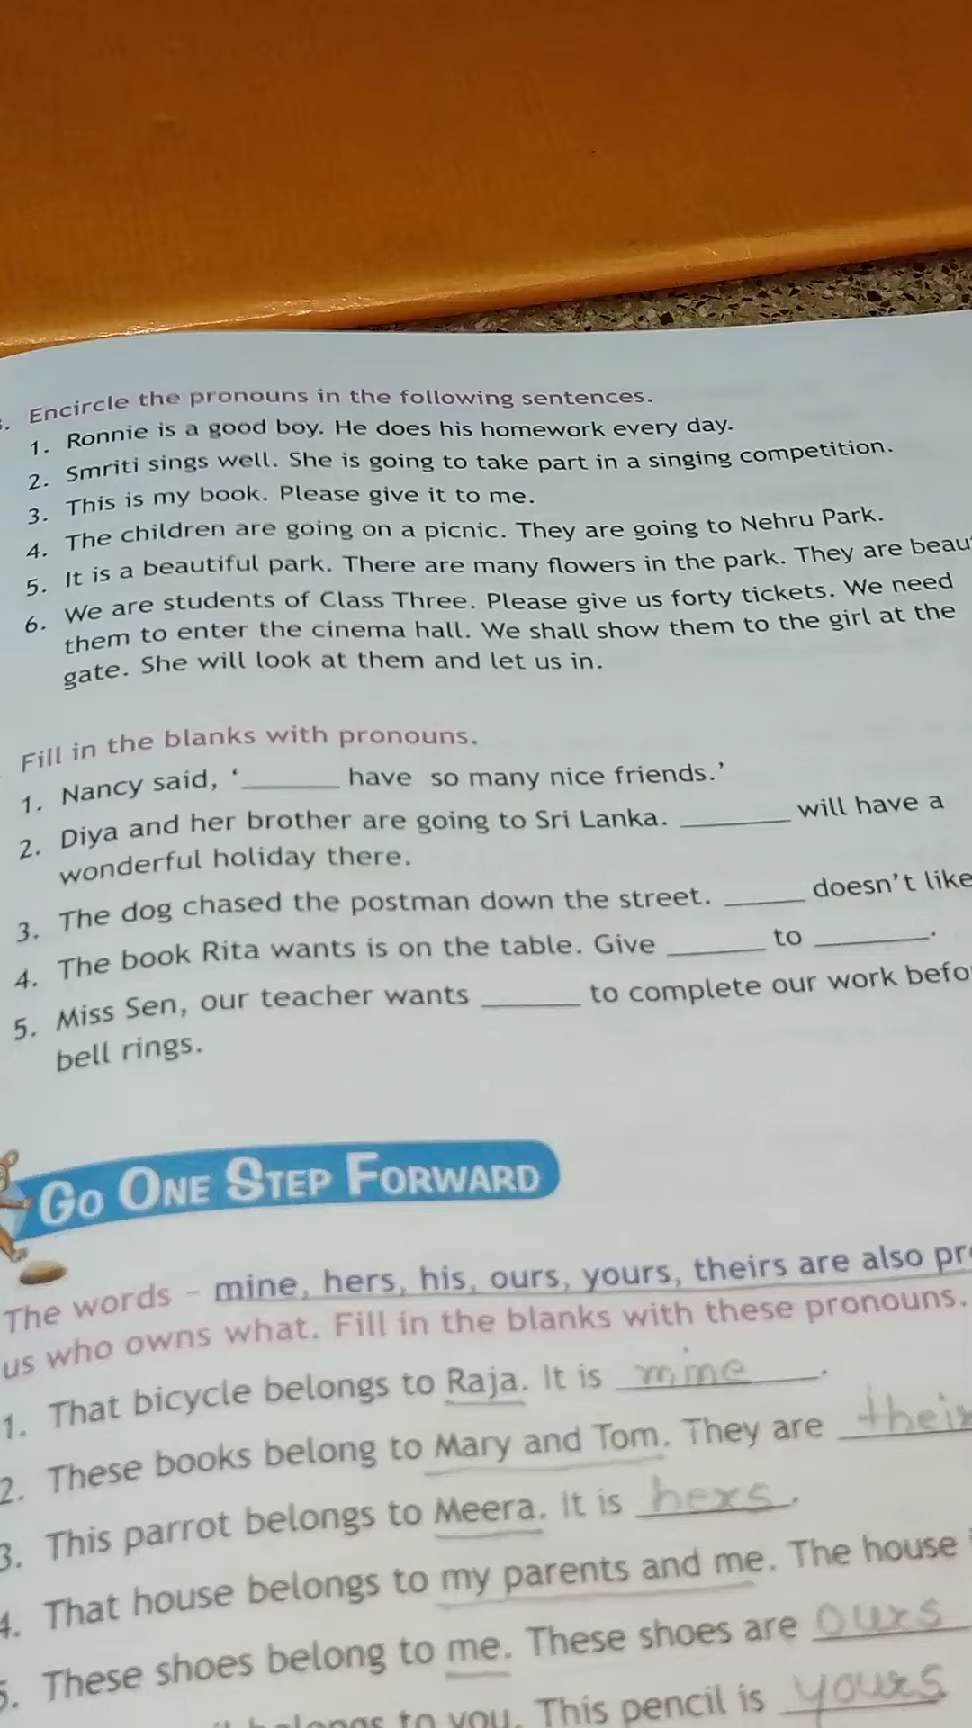 Encircle the pronouns in the following sentences.
1. Ronnie is a good boy. He does his homework every day.
2. Smriti sings well. She is going to take part in a singing competition.
3. This is my book. Please give it to me.
4. The children are going on a picnic. They are going to Nehru Park.
5. It is a beautiful park. There are many flowers in the park. They are beau
6. We are students of Class Three. Please give us forty tickets. We need
them to enter the cinema hall. We shall show them to the girl at the
gate. She will look at them and let us in.
Fill in the blanks with pronouns.
1. Nancy said, ‘______ have so many nice friends.’
2. Diya and her brother are going to Sri Lanka. ______ will have a
wonderful holiday there.
3. The dog chased the postman down the street. ______ doesn’t like
4. The book Rita wants is on the table. Give ______ to ______.
5. Miss Sen, our teacher wants ______ to complete our work befo
bell rings.
GO ONE STEP FORWARD
The words – mine, hers, his, ours, yours, theirs are also pr
us who owns what. Fill in the blanks with these pronouns.
1. That bicycle belongs to Raja. It is mine.
2. These books belong to Mary and Tom. They are their
3. This parrot belongs to Meera. It is hers.
4. That house belongs to my parents and me. The house
5. These shoes belong to me. These shoes are ours
to you. This pencil is yours